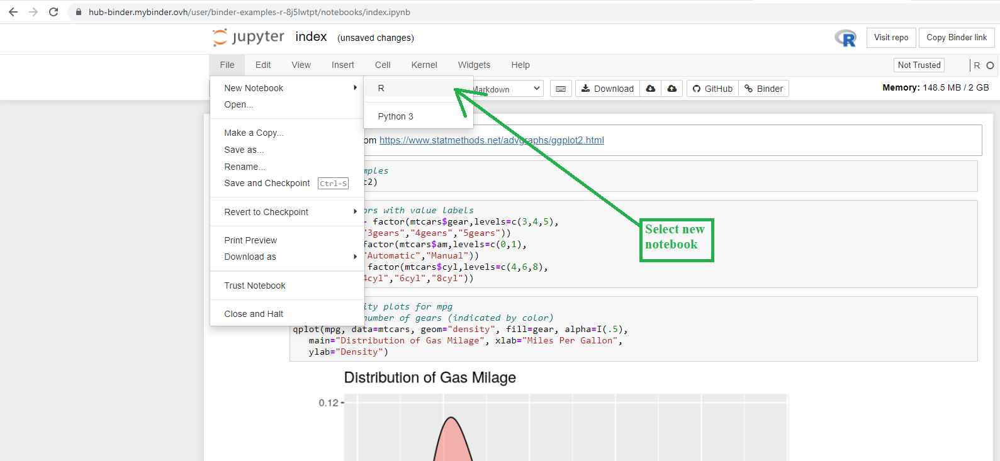 hub-binder.mybinder.ovh/user/binder-examples-r-8j5lwtpt/notebooks/index.ipynb
jupyter index (unsaved changes)
R Visit repo Copy Binder link
File Edit View Insert Cell Kernel Widgets Help Not Trusted R
Markdown Download GitHub Binder Memory: 148.5 MB / 2 GB
New Notebook
Open...
Make a Copy...
Save as...
Rename...
Save and Checkpoint Ctrl-S
Revert to Checkpoint
Print Preview
Download as
Trust Notebook
Close and Halt
R
Python 3
Select new
notebook
om https://www.statmethods.net/advgraphs/ggplot2.html
mples
t2)
ors with value labels
- factor(mtcars$gear,levels=c(3,4,5),
"3gears","4gears","5gears"))
factor(mtcars$am,levels=c(0,1),
"Automatic","Manual"))
factor(mtcars$cyl,levels=c(4,6,8),
4cyl","6cyl","8cyl"))
ity plots for mpg
number of gears (indicated by color)
qplot(mpg, data=mtcars, geom="density", fill=gear, alpha=I(.5),
main="Distribution of Gas Milage", xlab="Miles Per Gallon",
ylab="Density")
Distribution of Gas Milage
0.12